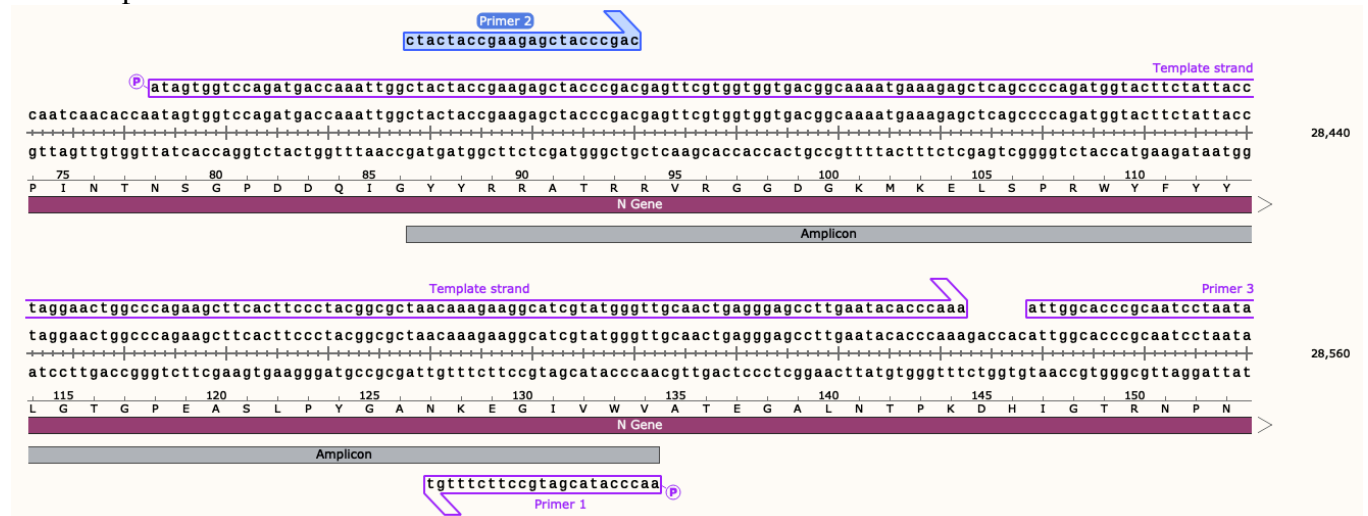 Primer 2
ctactaccgaagagctacccgac
Template strand
P atagtggtccagatgaccaaattggctactaccgaagagctacccgacgagttcgtggtggtgacggcaaaatgaaagagctcagccccagatggtacttctattacc
caatcaacaccaatagtggtccagatgaccaaattggctactaccgaagagctacccgacgagttcgtggtggtgacggcaaaatgaaagagctcagccccagatggtacttctattacc
28,440
gttagttgtggttatcaccaggtctactggtttaaccgatgatggcttctcgatgggctgctcaagcaccaccactgccgttttactttctcgagtcggggtctaccatgaagataatgg
75 80 85 90 95 100 105 110
P I N T N S G P D D Q I G Y Y R R A T R R V R G G D G K M K E L S P R W Y F Y Y
N Gene
Amplicon
Template strand Primer 3
taggaactggcccagaagcttcacttccctacggcgctaacaaagaaggcatcgtatgggttgcaactgagggagccttgaatacacccaaa attggcacccgcaatcctaata
taggaactggcccagaagcttcacttccctacggcgctaacaaagaaggcatcgtatgggttgcaactgagggagccttgaatacacccaaagaccacattggcacccgcaatcctaata
28,560
atccttgaccgggtcttcgaagtgaagggatgccgcgattgtttcttccgtagcatacccaacgttgactccctcggaacttatgtgggtttctggtgtaaccgtgggcgttaggattat
115 120 125 130 135 140 145 150
L G T G P E A S L P Y G A N K E G I V W V A T E G A L N T P K D H I G T R N P N
N Gene
Amplicon
tgtttcttccgtagcatacccaa P
Primer 1